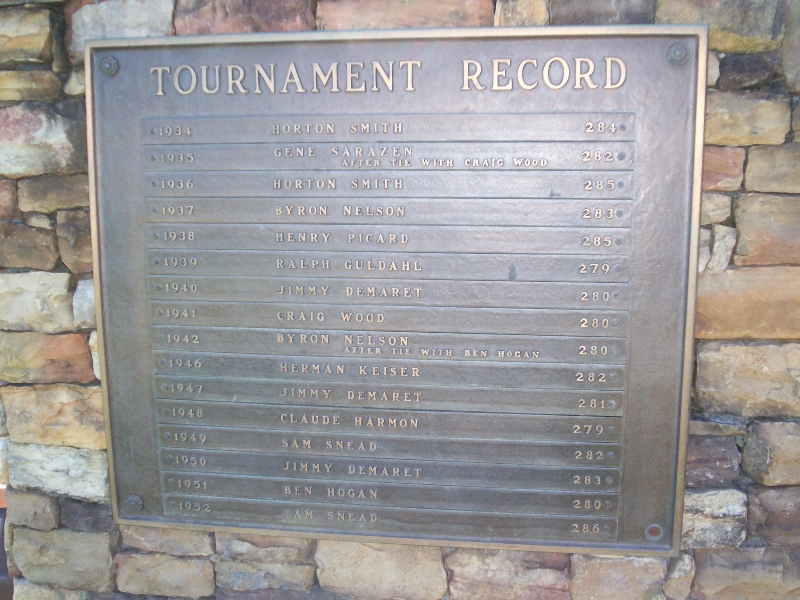 TOURNAMENT RECORD
1934 HORTON SMITH 284
1935 GENE SARAZEN 282
AFTER TIE WITH CRAIG WOOD
1936 HORTON SMITH 285
1937 BYRON NELSON 283
1938 HENRY PICARD 285
1939 RALPH GULDAHL 279
1940 JIMMY DEMARET 280
1941 CRAIG WOOD 280
1942 BYRON NELSON 280
AFTER TIE WITH BEN HOGAN
1946 HERMAN KEISER 282
1947 JIMMY DEMARET 281
1948 CLAUDE HARMON 279
1949 SAM SNEAD 282
1950 JIMMY DEMARET 283
1951 BEN HOGAN 280
1952 SAM SNEAD 286